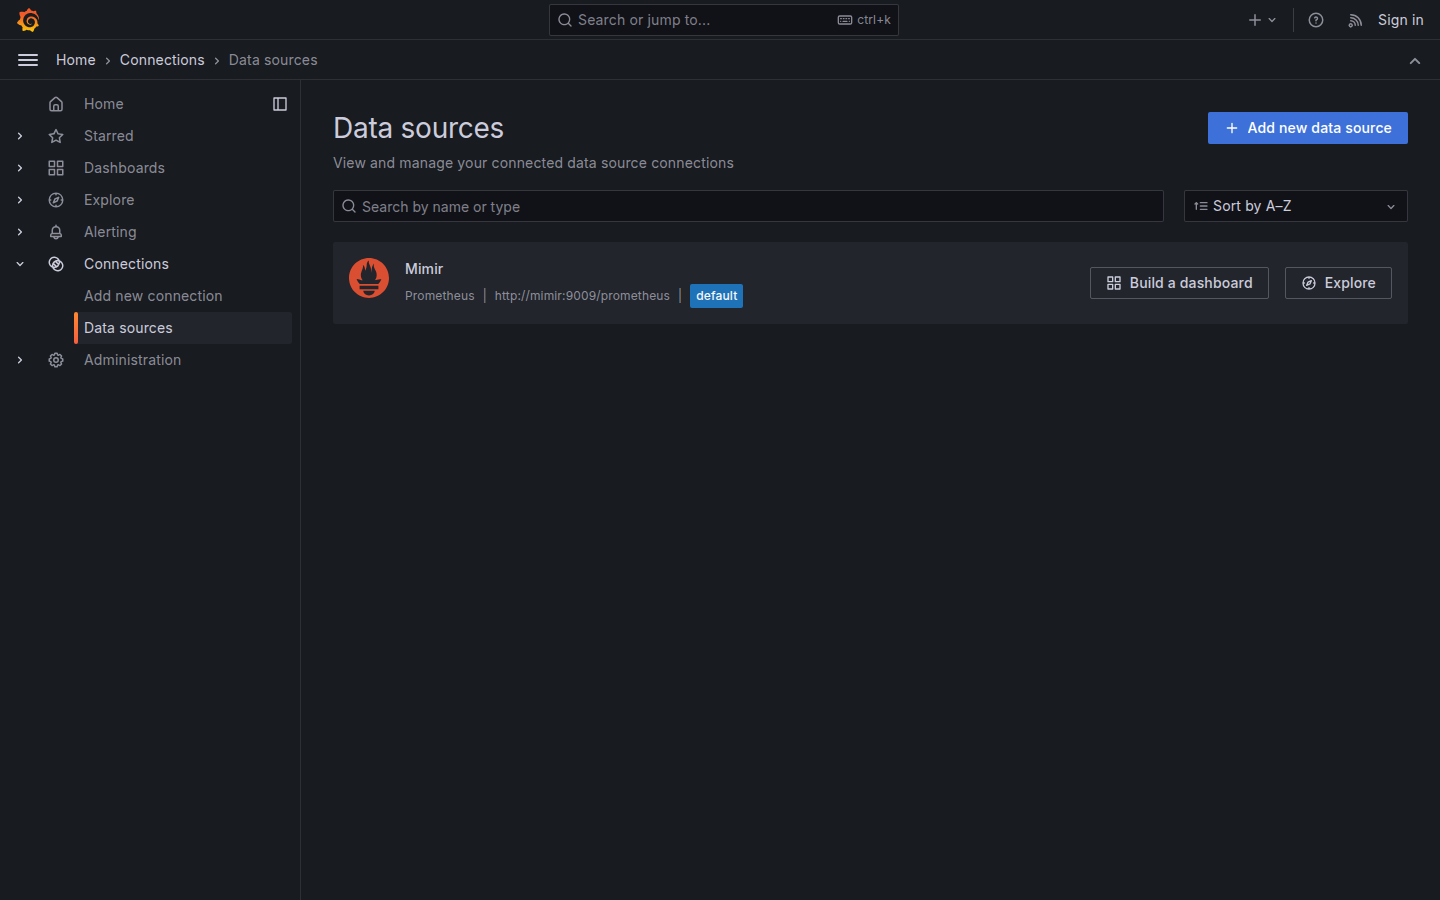 Search or jump to...
ctrl+k
Sign in
Home
Connections
Data sources
Home
Starred
Dashboards
Explore
Alerting
Connections
Add new connection
Data sources
Administration
Data sources
Add new data source
View and manage your connected data source connections
Search by name or type
Sort by A–Z
Mimir
Prometheus | http://mimir:9009/prometheus | default
Build a dashboard
Explore